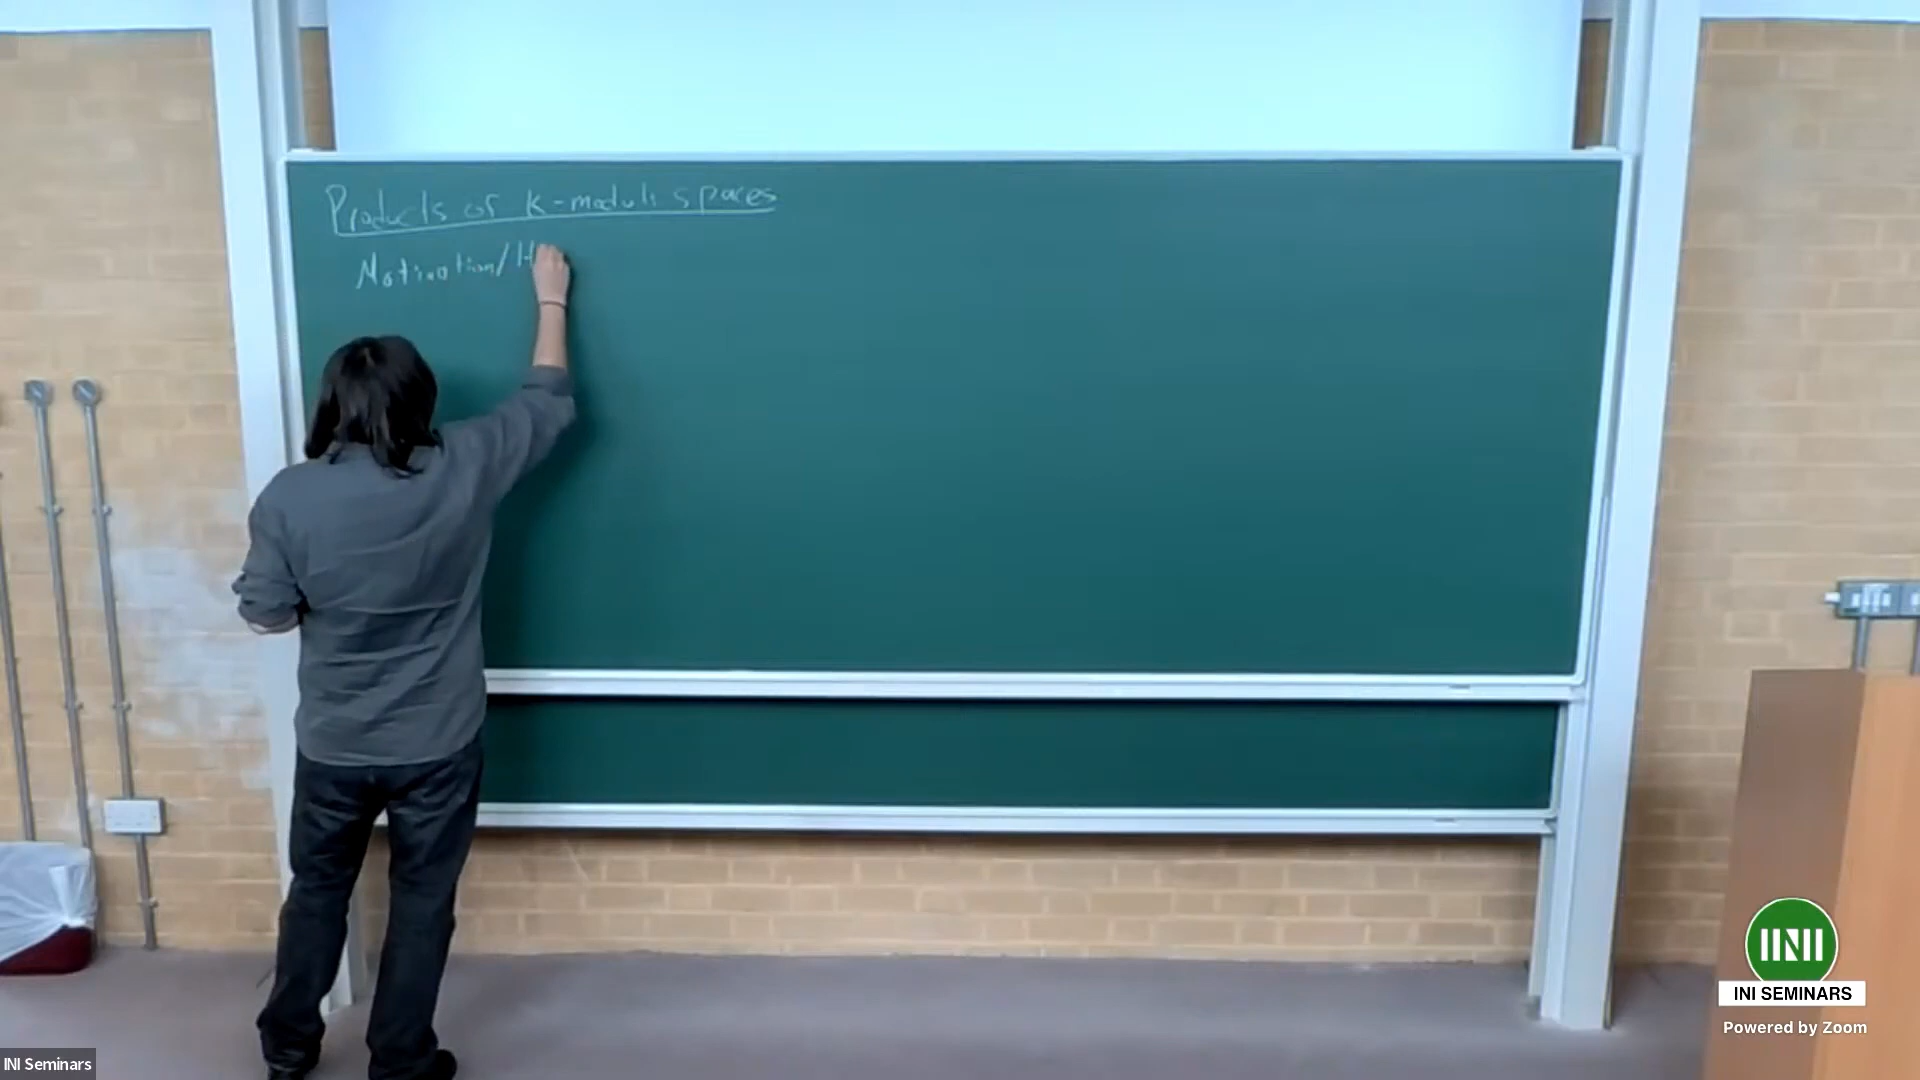 Products of K-moduli spaces
Motivation/H
INI
INI SEMINARS
Powered by Zoom
INI Seminars